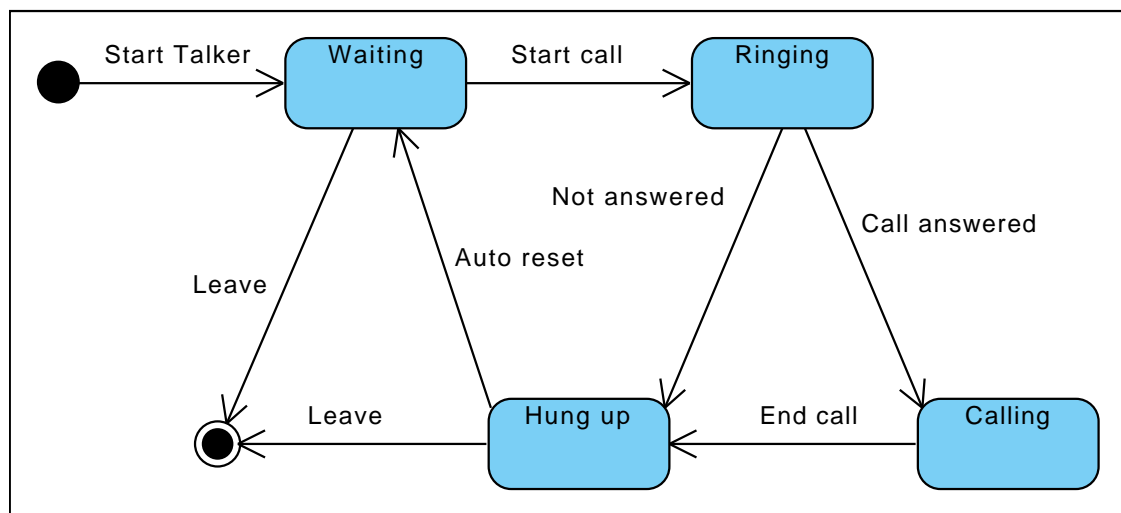 Start Talker
Waiting
Start call
Ringing
Not answered
Call answered
Auto reset
Leave
Leave
Hung up
End call
Calling